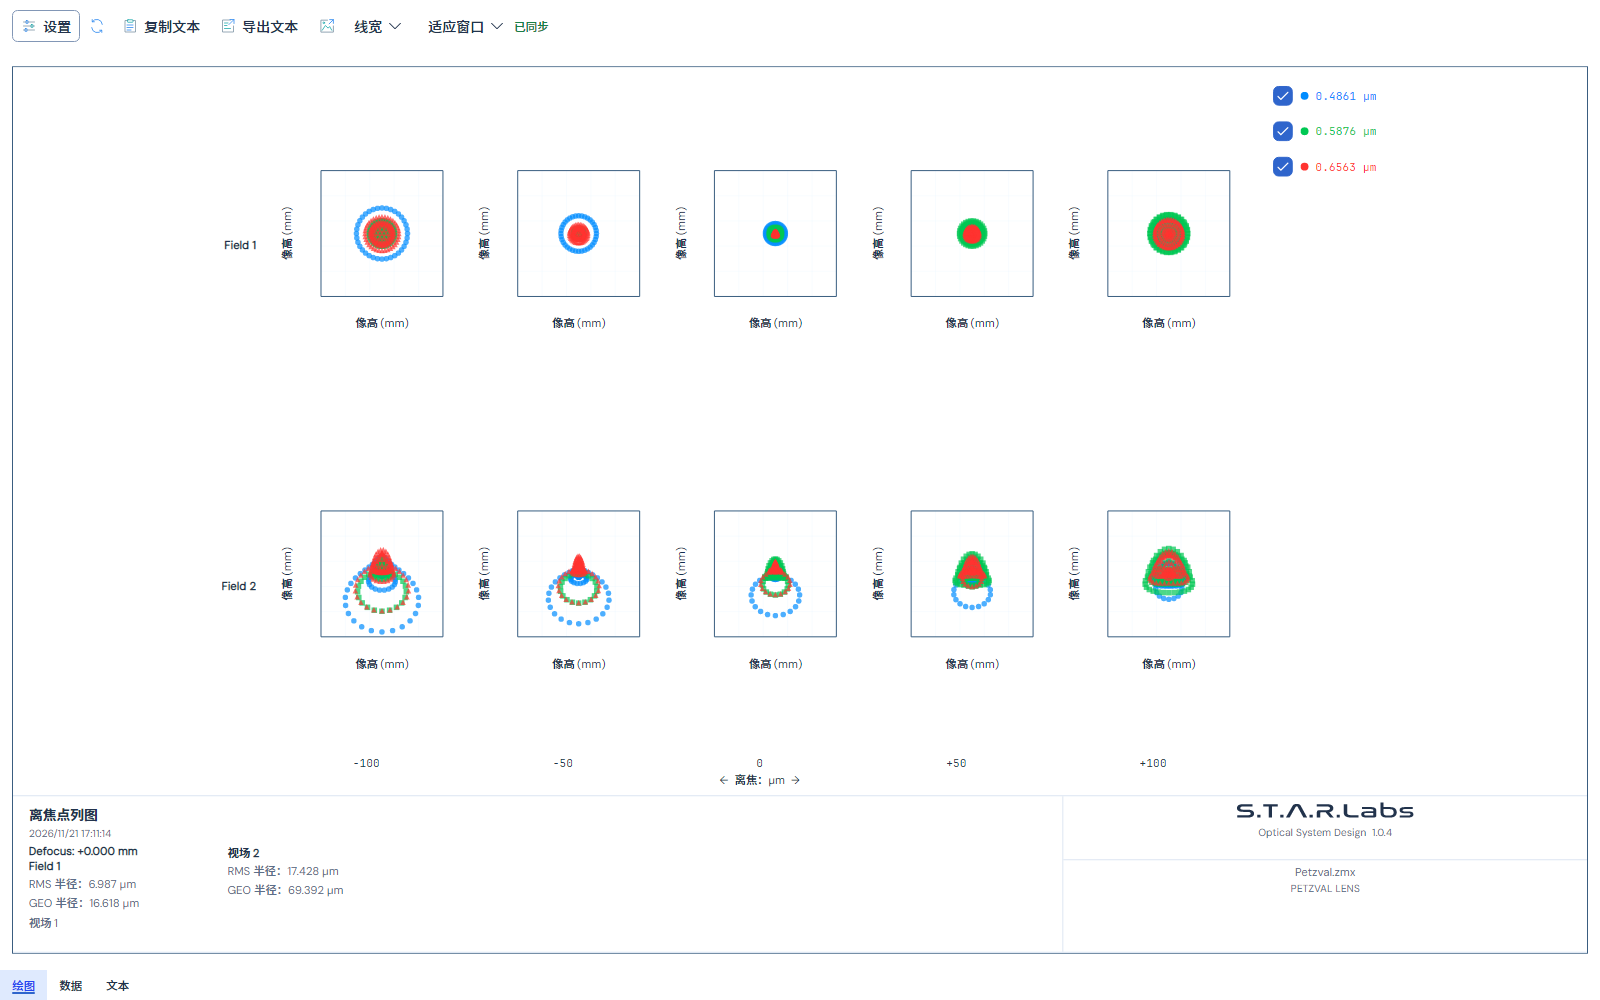 设置 复制文本 导出文本 线宽 适应窗口 已同步
0.4861 µm
0.5876 µm
0.6563 µm
Field 1
像高 (mm) 像高 (mm) 像高 (mm) 像高 (mm) 像高 (mm)
像高 (mm) 像高 (mm) 像高 (mm) 像高 (mm) 像高 (mm)
Field 2
像高 (mm) 像高 (mm) 像高 (mm) 像高 (mm) 像高 (mm)
像高 (mm) 像高 (mm) 像高 (mm) 像高 (mm) 像高 (mm)
-100 -50 0 +50 +100
← 离焦：µm →
离焦点列图
2026/11/21 17:11:14
Defocus: +0.000 mm
Field 1
RMS 半径：6.987 µm
GEO 半径：16.618 µm
视场 1
视场 2
RMS 半径：17.428 µm
GEO 半径：69.392 µm
S.T.A.R.Labs
Optical System Design 1.0.4
Petzval.zmx
PETZVAL LENS
绘图 数据 文本